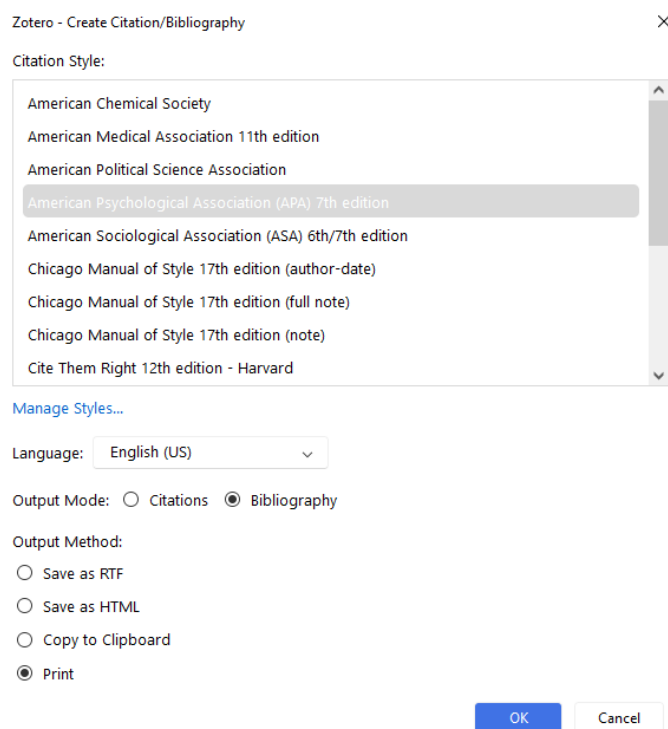 Zotero - Create Citation/Bibliography
Citation Style:
American Chemical Society
American Medical Association 11th edition
American Political Science Association
American Psychological Association (APA) 7th edition
American Sociological Association (ASA) 6th/7th edition
Chicago Manual of Style 17th edition (author-date)
Chicago Manual of Style 17th edition (full note)
Chicago Manual of Style 17th edition (note)
Cite Them Right 12th edition - Harvard
Manage Styles...
Language: English (US)
Output Mode: Citations Bibliography
Output Method:
Save as RTF
Save as HTML
Copy to Clipboard
Print
OK Cancel